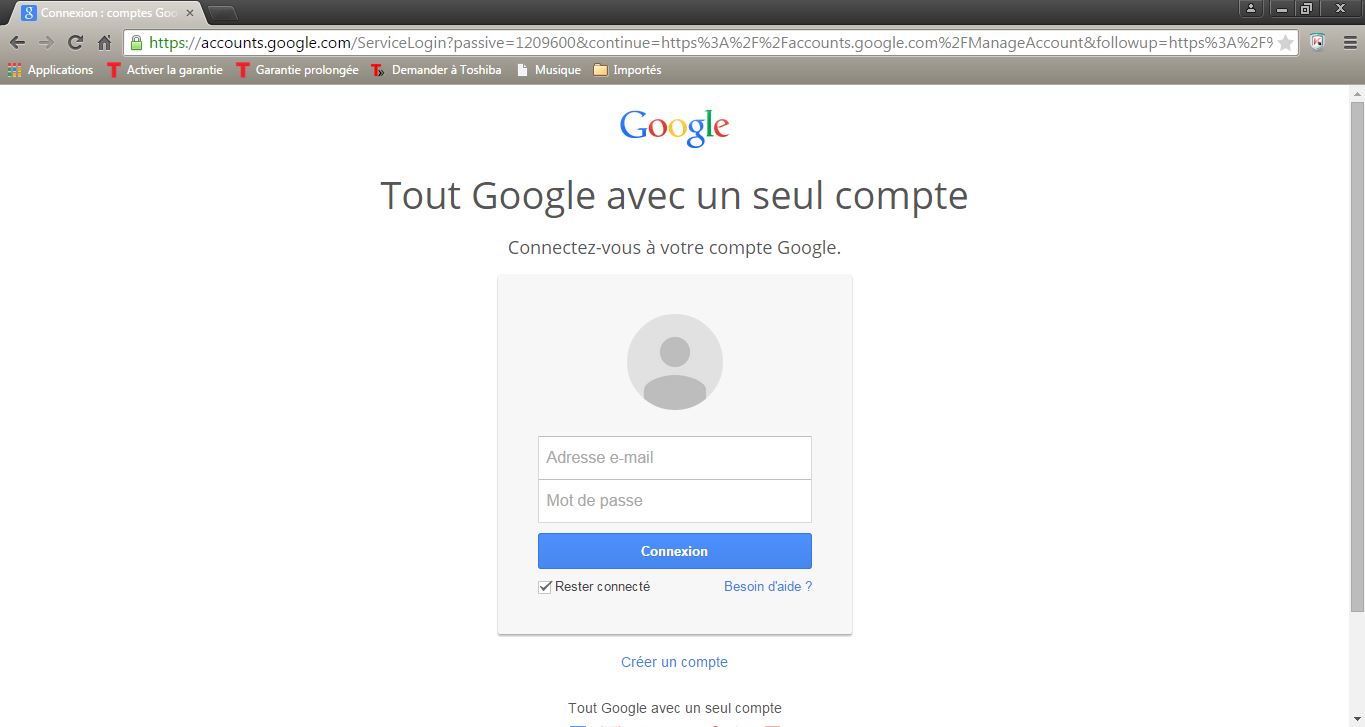 Connexion : comptes Goo
https://accounts.google.com/ServiceLogin?passive=1209600&continue=https%3A%2F%2Faccounts.google.com%2FManageAccount&followup=https%3A%2F%
Applications Activer la garantie Garantie prolongée Demander à Toshiba Musique Importés
Google
Tout Google avec un seul compte
Connectez-vous à votre compte Google.
Adresse e-mail
Mot de passe
Connexion
Rester connecté Besoin d'aide ?
Créer un compte
Tout Google avec un seul compte